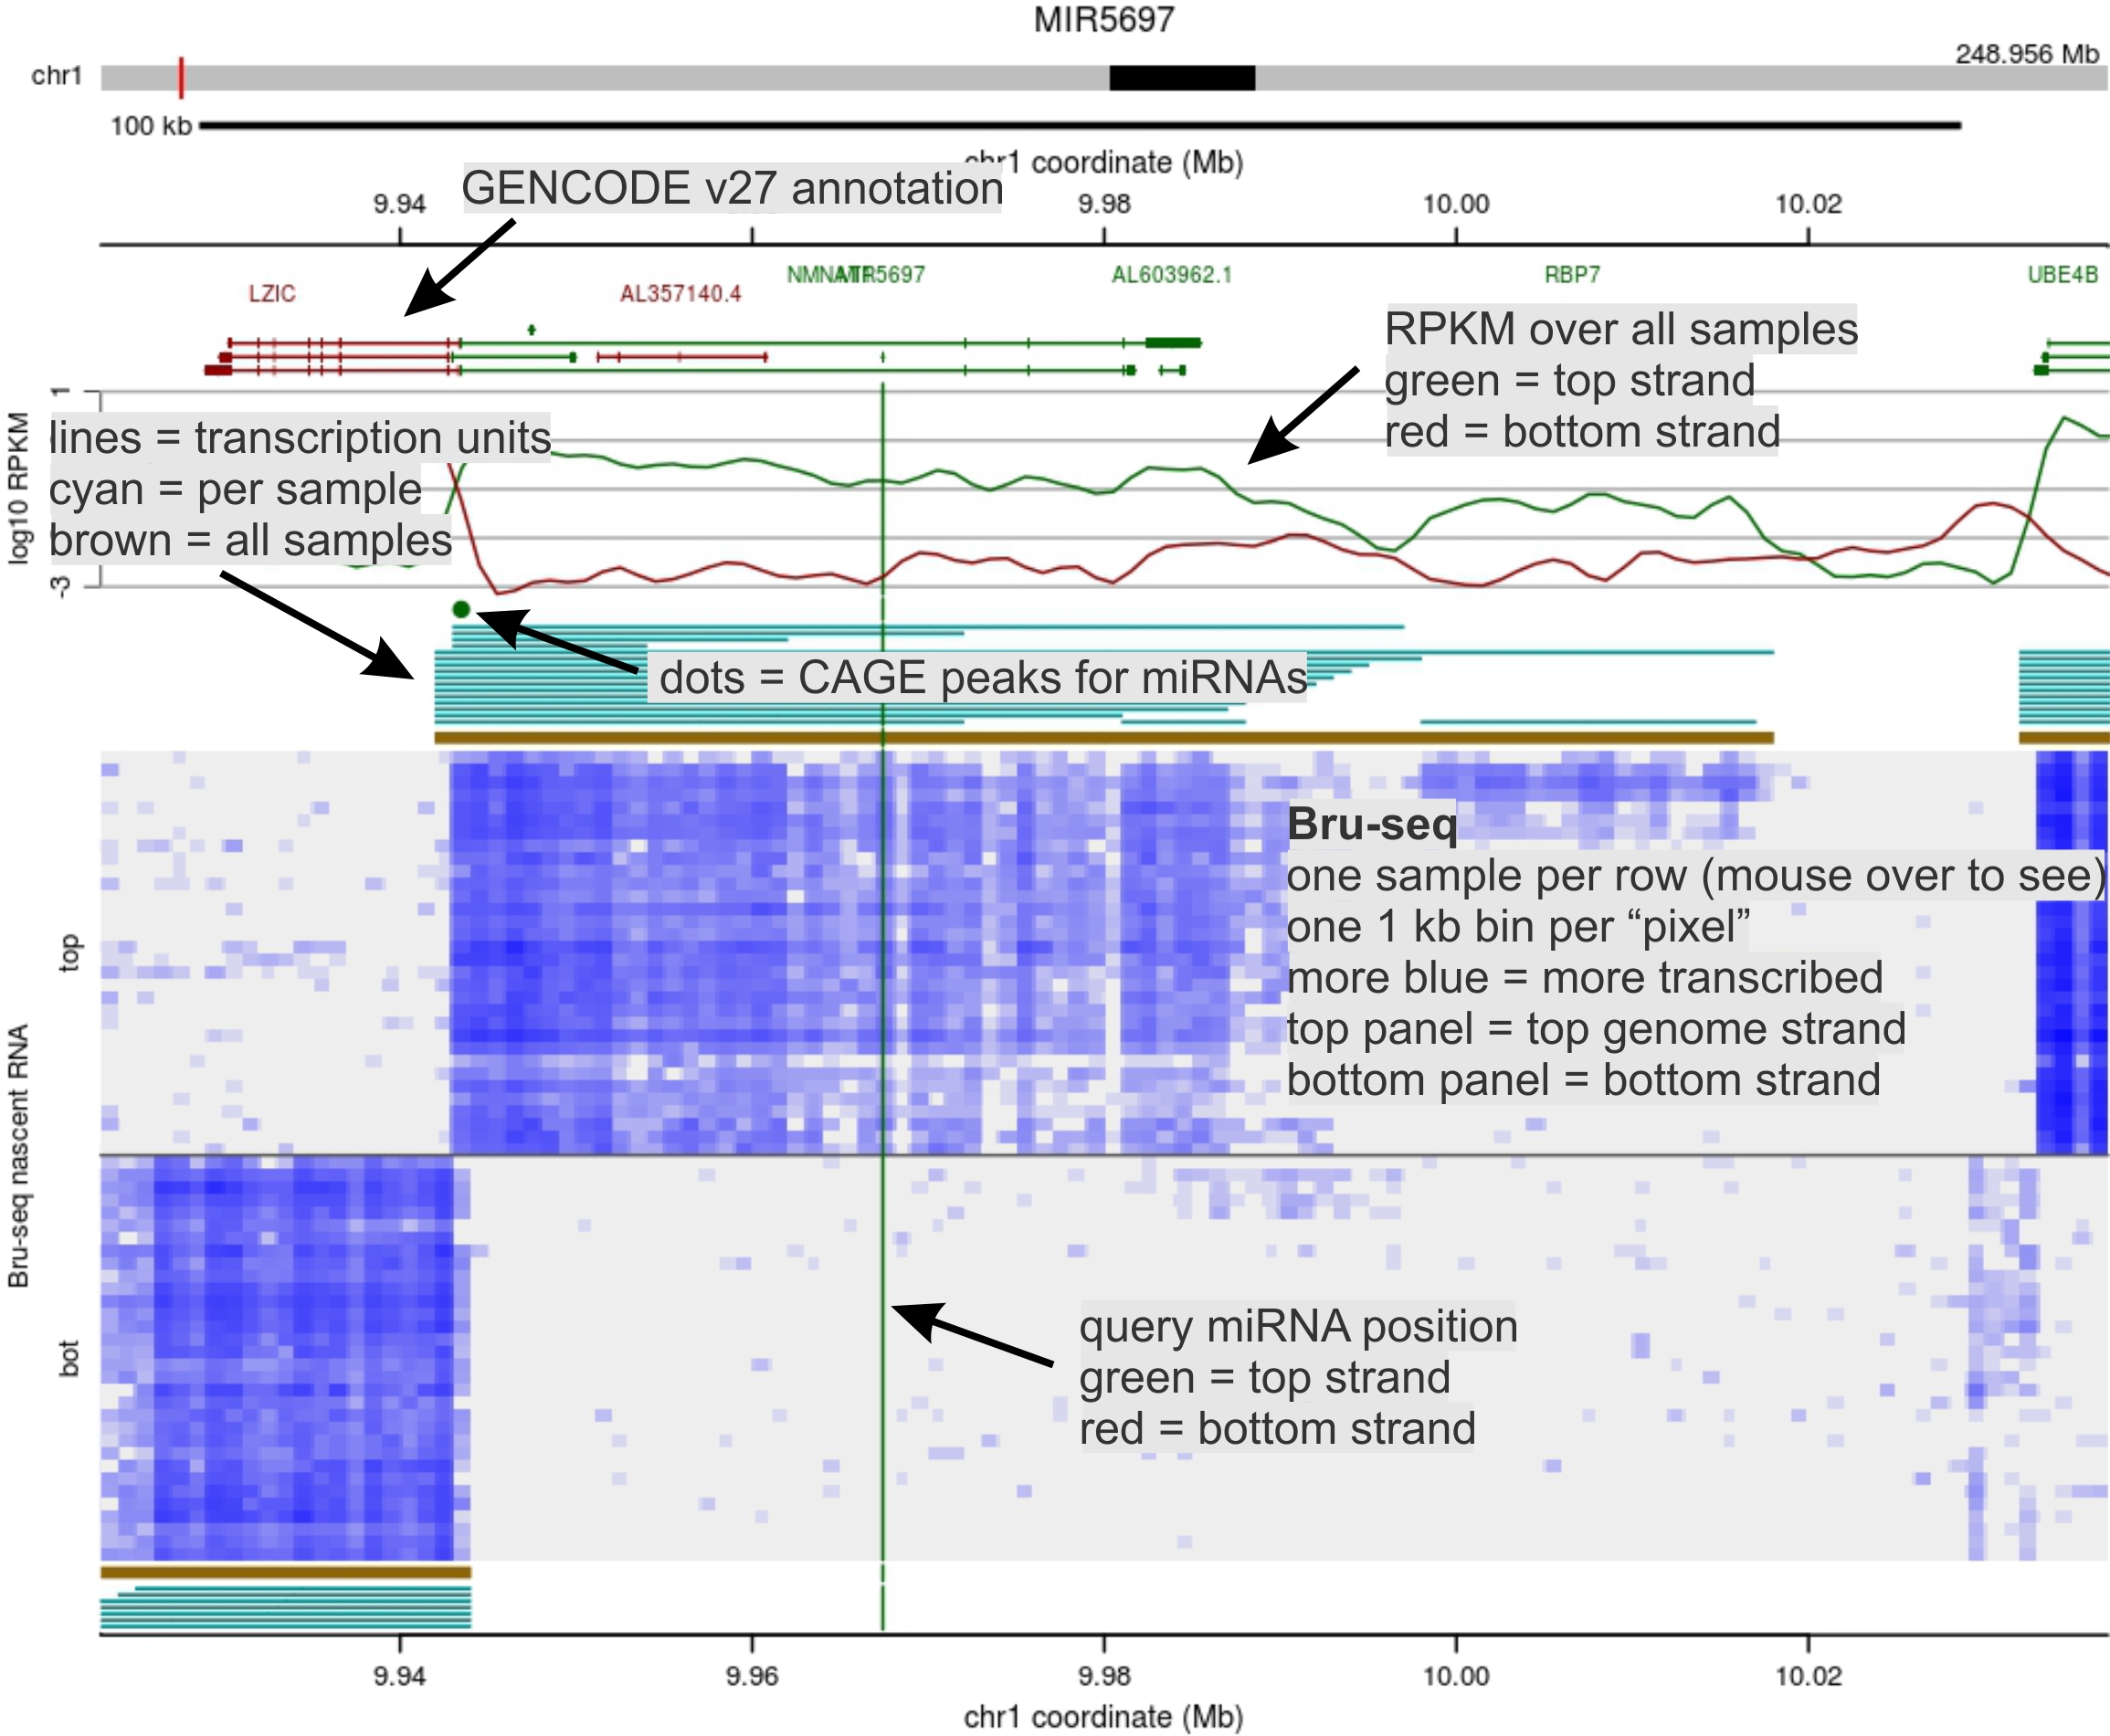 MIR5697
248.956 Mb
chr1
100 kb
chr1 coordinate (Mb)
GENCODE v27 annotation
9.94 9.98 10.00 10.02
NMNAT1 MIR5697 AL603962.1 RBP7 UBE4B
LZIC AL357140.4
RPKM over all samples
green = top strand
red = bottom strand
1
log10 RPKM
-3
lines = transcription units
cyan = per sample
brown = all samples
dots = CAGE peaks for miRNAs
Bru-seq
one sample per row (mouse over to see)
one 1 kb bin per “pixel”
more blue = more transcribed
top panel = top genome strand
bottom panel = bottom strand
top
Bru-seq nascent RNA
bot
query miRNA position
green = top strand
red = bottom strand
9.94 9.96 9.98 10.00 10.02
chr1 coordinate (Mb)